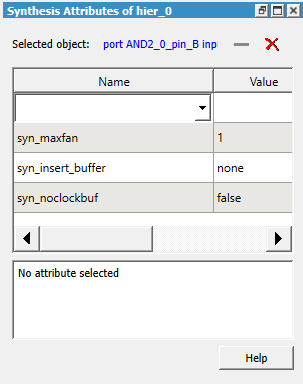 Synthesis Attributes of hier_0
Selected object: port AND2_0_pin_B inpu
Name Value
syn_maxfan 1
syn_insert_buffer none
syn_noclockbuf false
No attribute selected
Help